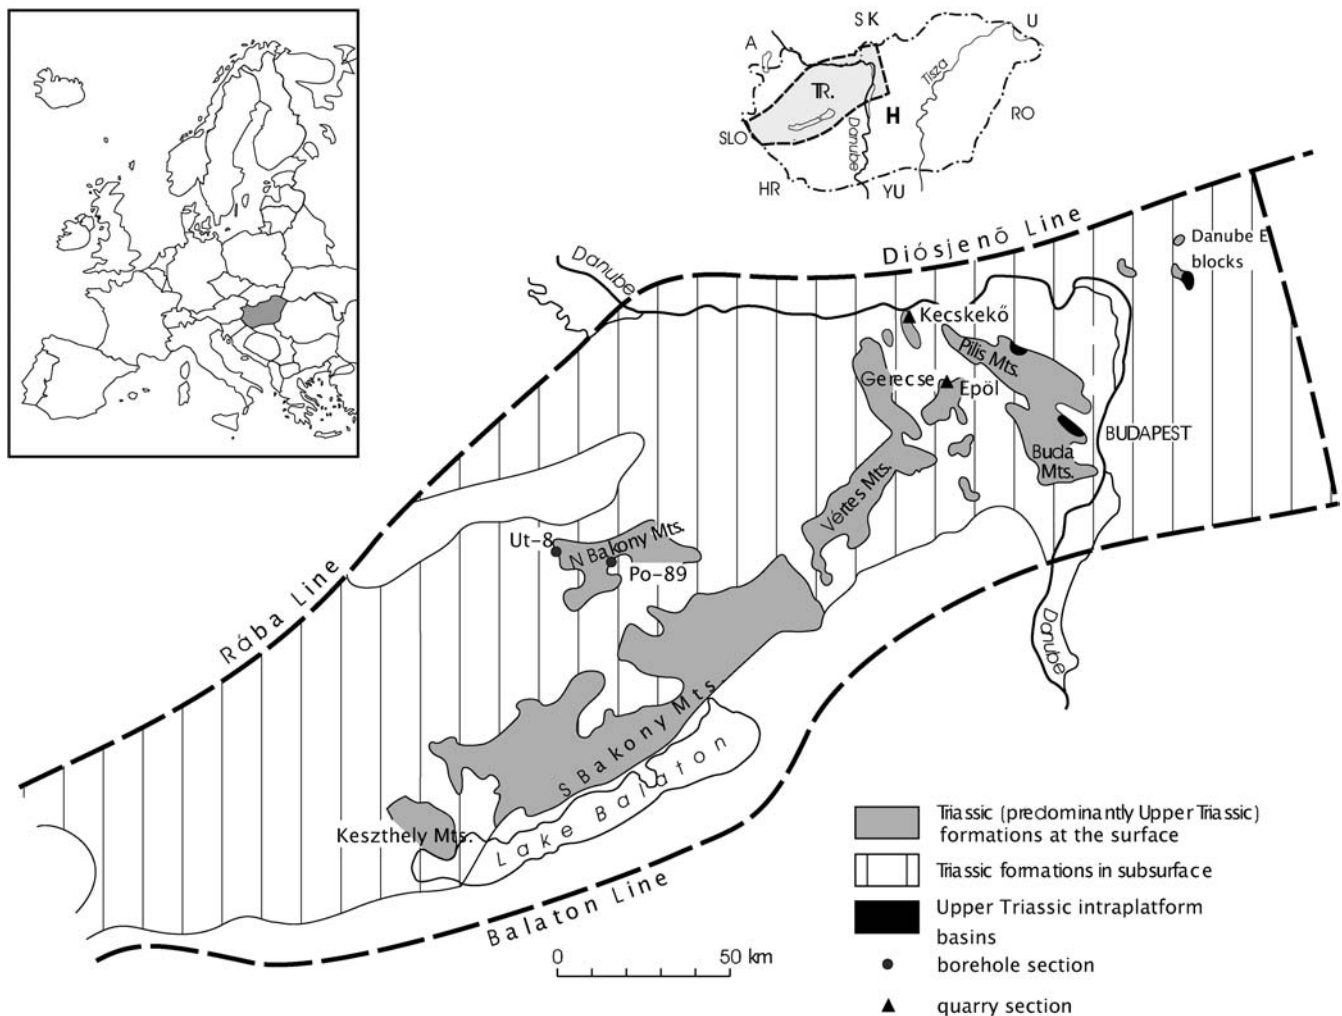 S K
U
A
Tisza
TR.
H
RO
SLO
Danube
HR
YU
Diósjenő Line
Danube E
blocks
Danube
Kecskekő
Pilis Mts.
Gerecse
Epöl
BUDAPEST
Buda
Mts.
Vértes Mts.
Ut-8
N Bakony Mts.
Po-89
Rába Line
Danube
S Bakony Mts.
Lake Balaton
Keszthely Mts.
Balaton Line
Triassic (predominantly Upper Triassic)
formations at the surface
Triassic formations in subsurface
Upper Triassic intraplatform
basins
borehole section
quarry section
0 50 km